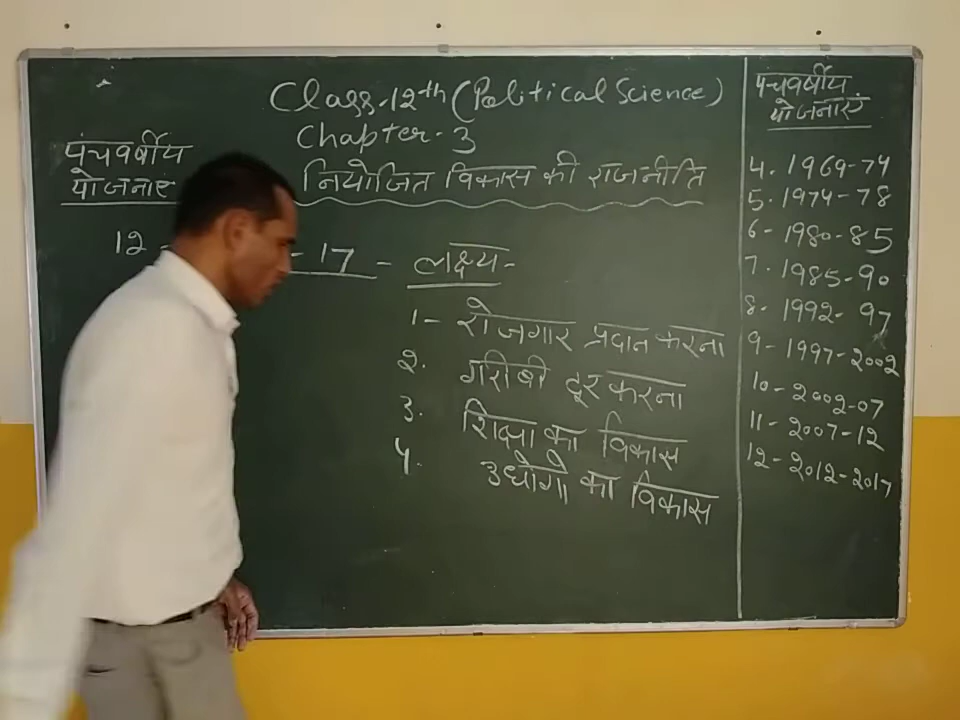 Class-12th (Political Science)
Chapter-3
नियोजित विकास की राजनीति
पंचवर्षीय
योजनाएं
12 - - 17 - लक्ष्य-
1- रोजगार प्रदान करना
2. गरीबी दूर करना
3. शिक्षा का विकास
4. उधोगो का विकास
पंचवर्षीय
योजनाएं
4. 1969-74
5. 1974-78
6- 1980-85
7. 1985-90
8. 1992-97
9- 1997-2002
10- 2002-07
11- 2007-12
12- 2012-2017